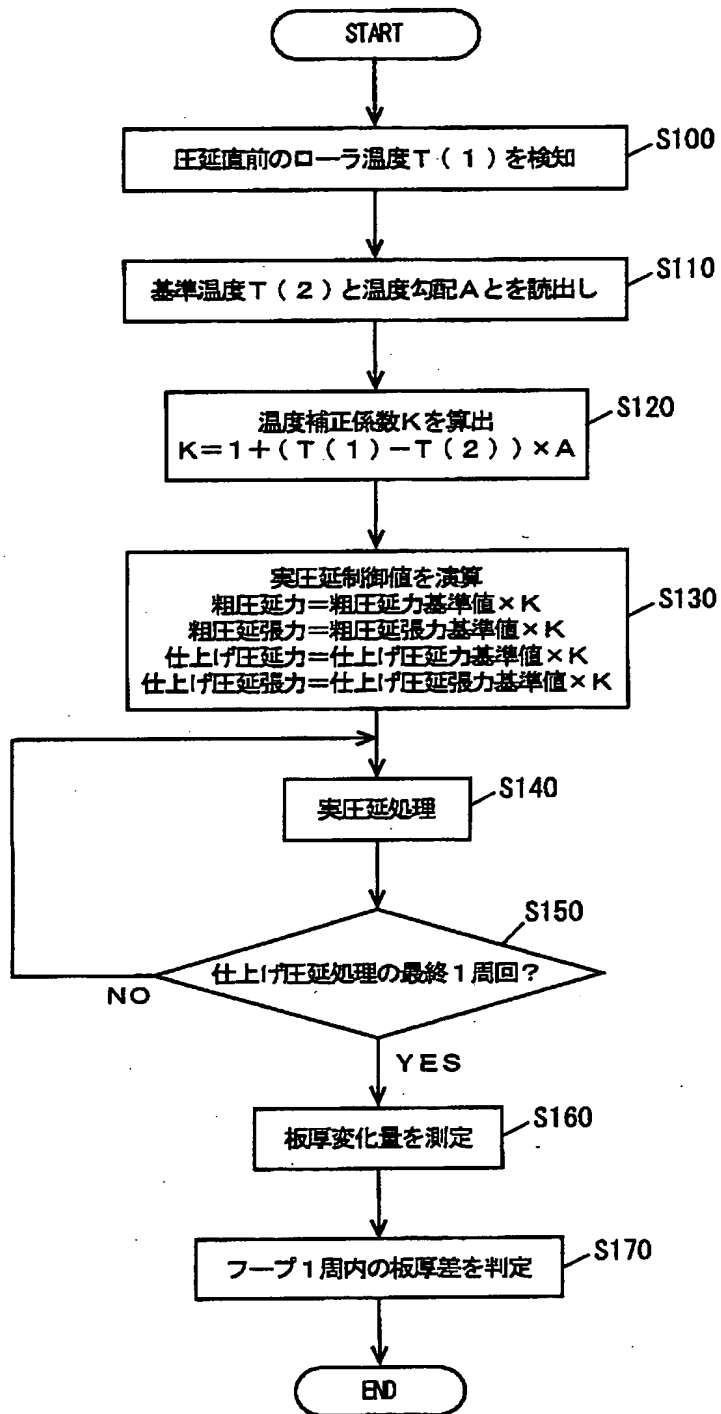 START
S100
圧延直前のローラ温度T(1)を検知
S110
基準温度T(2)と温度勾配Aとを読出し
S120
温度補正係数Kを算出
K=1+(T(1)-T(2))×A
S130
実圧延制御値を演算
粗圧延力=粗圧延力基準値×K
粗圧延張力=粗圧延張力基準値×K
仕上げ圧延力=仕上げ圧延力基準値×K
仕上げ圧延張力=仕上げ圧延張力基準値×K
S140
実圧延処理
S150
仕上げ圧延処理の最終1周回?
NO
YES
S160
板厚変化量を測定
S170
フープ1周内の板厚差を判定
END